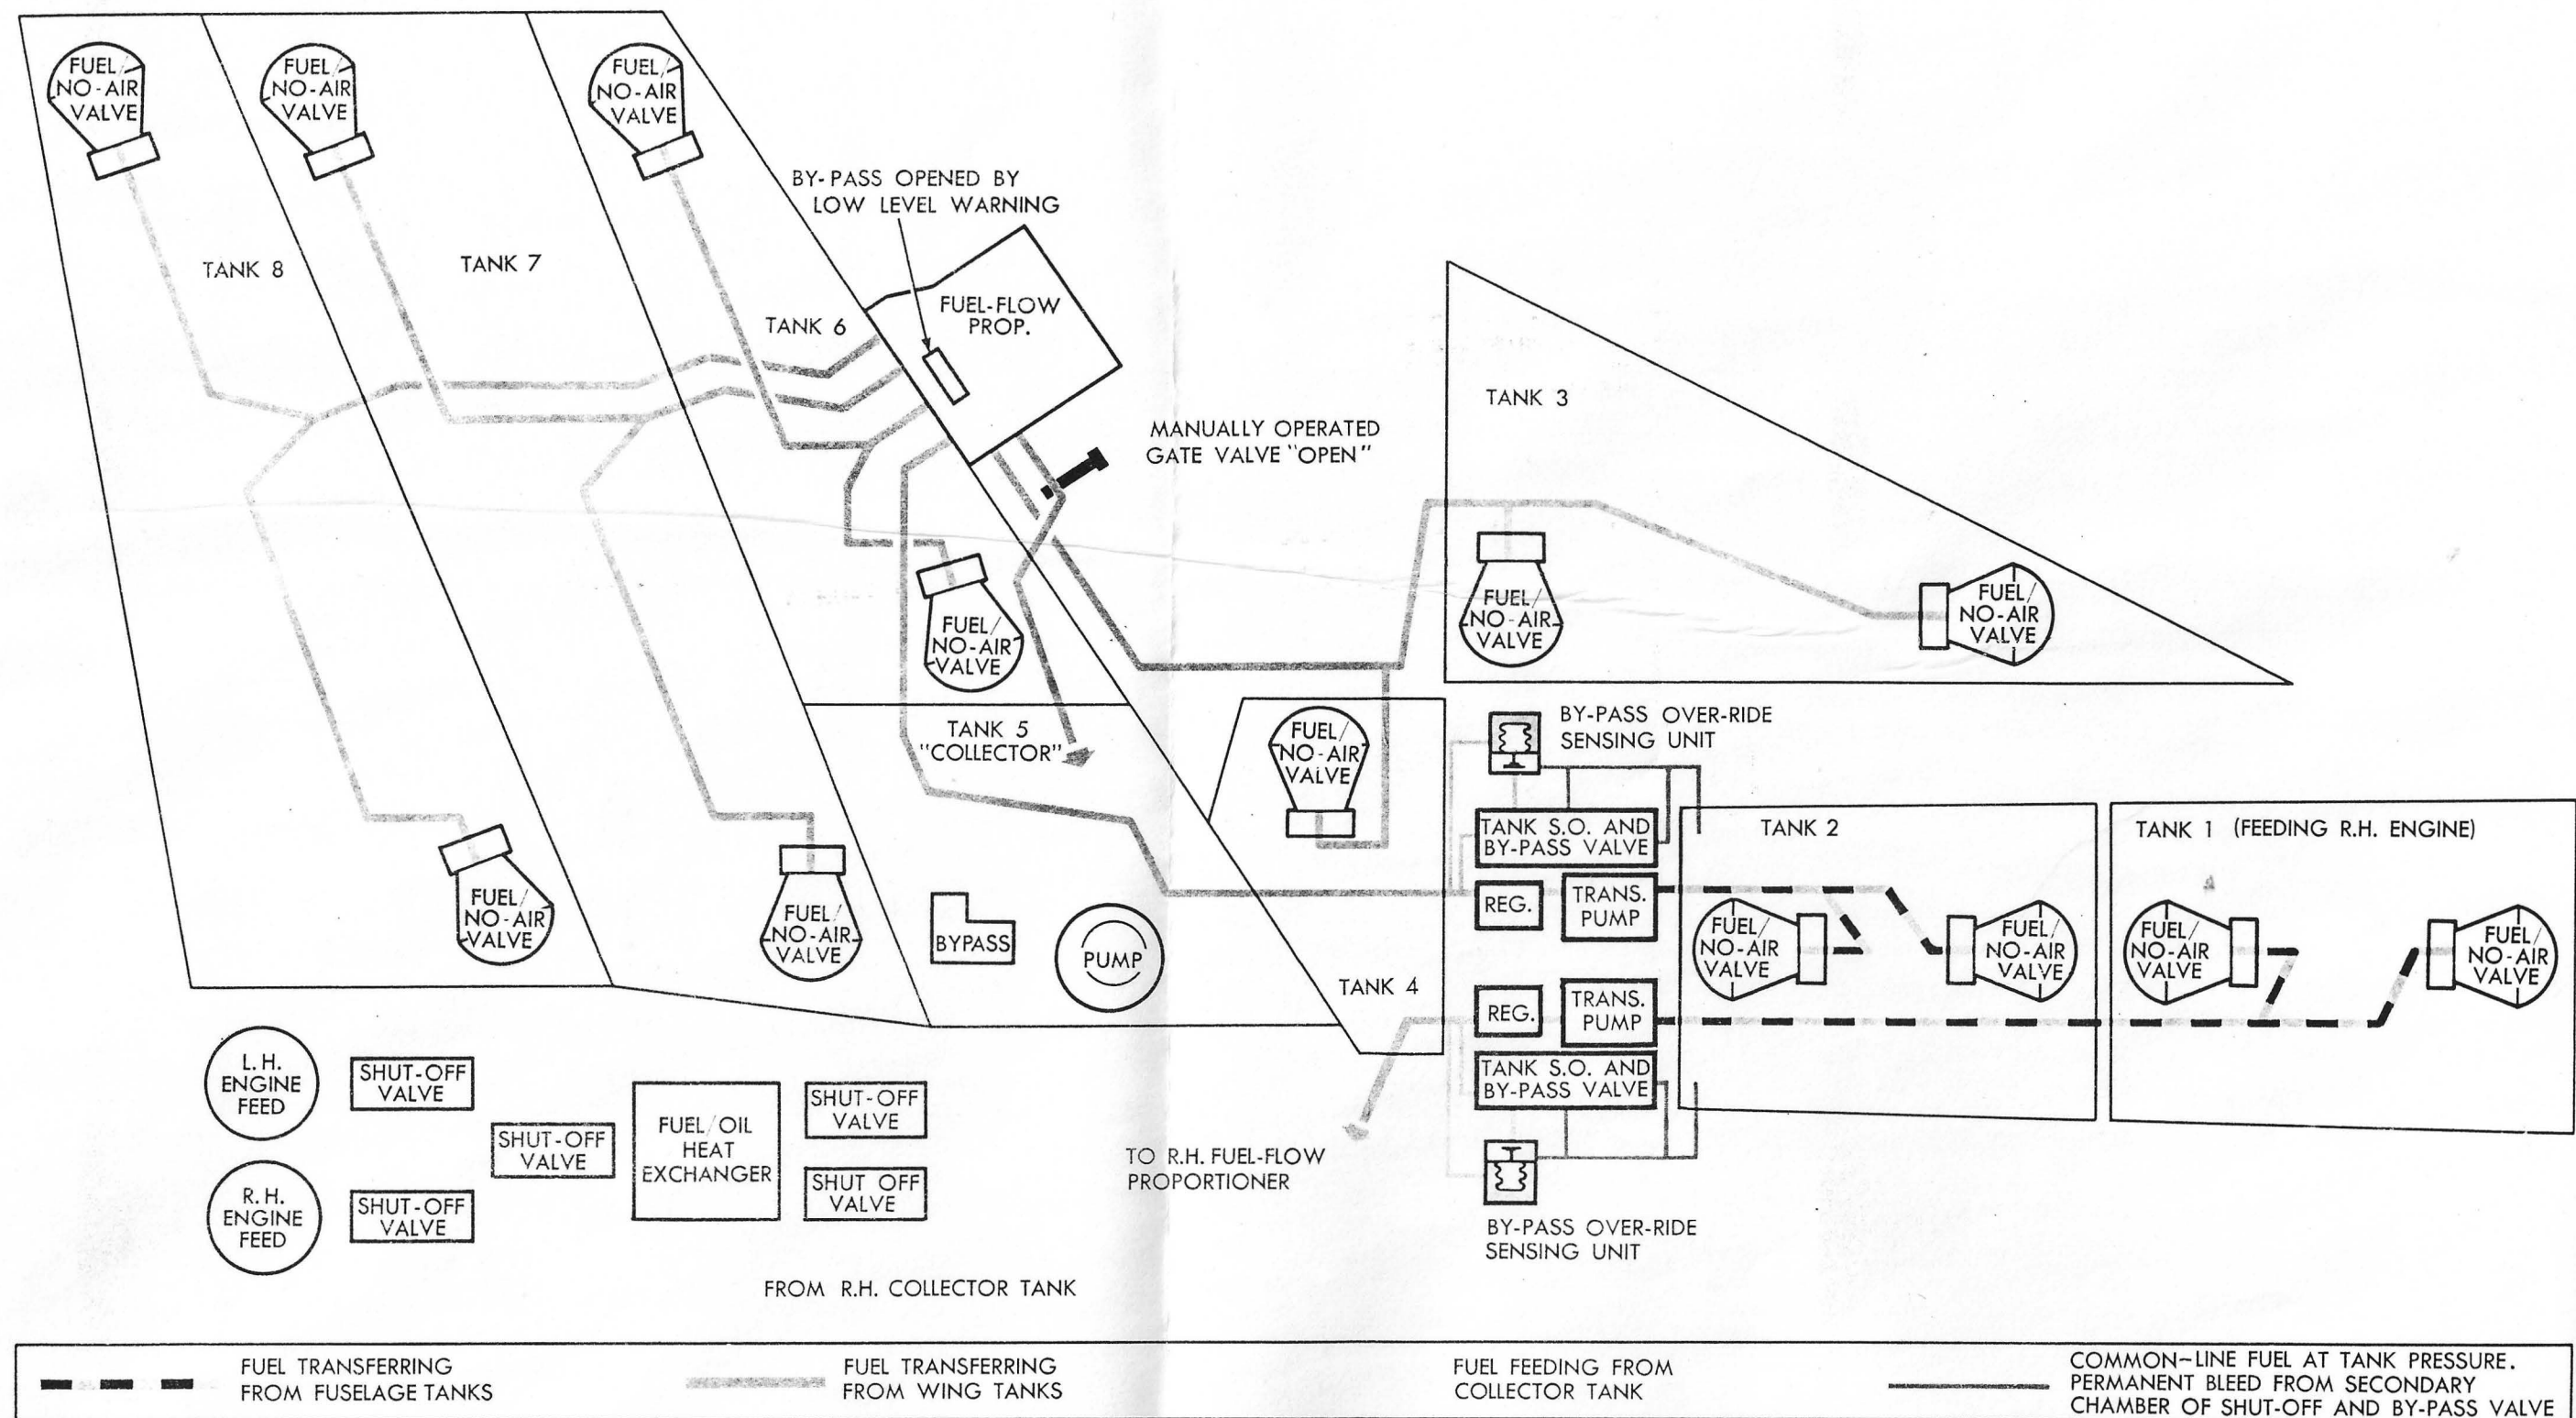 FUEL/
NO-AIR
VALVE
FUEL/
NO-AIR
VALVE
FUEL/
NO-AIR
VALVE
BY-PASS OPENED BY
LOW LEVEL WARNING
TANK 8
TANK 7
TANK 6
FUEL-FLOW
PROP.
TANK 3
MANUALLY OPERATED
GATE VALVE "OPEN"
FUEL/
NO-AIR
VALVE
FUEL/
NO-AIR
VALVE
FUEL/
NO-AIR
VALVE
TANK 5
"COLLECTOR"
FUEL/
NO-AIR
VALVE
BY-PASS OVER-RIDE
SENSING UNIT
TANK S.O. AND
BY-PASS VALVE
TANK 2
TANK 1 (FEEDING R.H. ENGINE)
REG.
TRANS.
PUMP
FUEL/
NO-AIR
VALVE
FUEL/
NO-AIR
VALVE
FUEL/
NO-AIR
VALVE
FUEL/
NO-AIR
VALVE
FUEL/
NO-AIR
VALVE
FUEL/
NO-AIR
VALVE
BYPASS
PUMP
TANK 4
REG.
TRANS.
PUMP
TANK S.O. AND
BY-PASS VALVE
L.H.
ENGINE
FEED
SHUT-OFF
VALVE
SHUT-OFF
VALVE
FUEL/OIL
HEAT
EXCHANGER
SHUT-OFF
VALVE
SHUT OFF
VALVE
R.H.
ENGINE
FEED
SHUT-OFF
VALVE
TO R.H. FUEL-FLOW
PROPORTIONER
BY-PASS OVER-RIDE
SENSING UNIT
FROM R.H. COLLECTOR TANK
FUEL TRANSFERRING
FROM FUSELAGE TANKS
FUEL TRANSFERRING
FROM WING TANKS
FUEL FEEDING FROM
COLLECTOR TANK
COMMON-LINE FUEL AT TANK PRESSURE.
PERMANENT BLEED FROM SECONDARY
CHAMBER OF SHUT-OFF AND BY-PASS VALVE